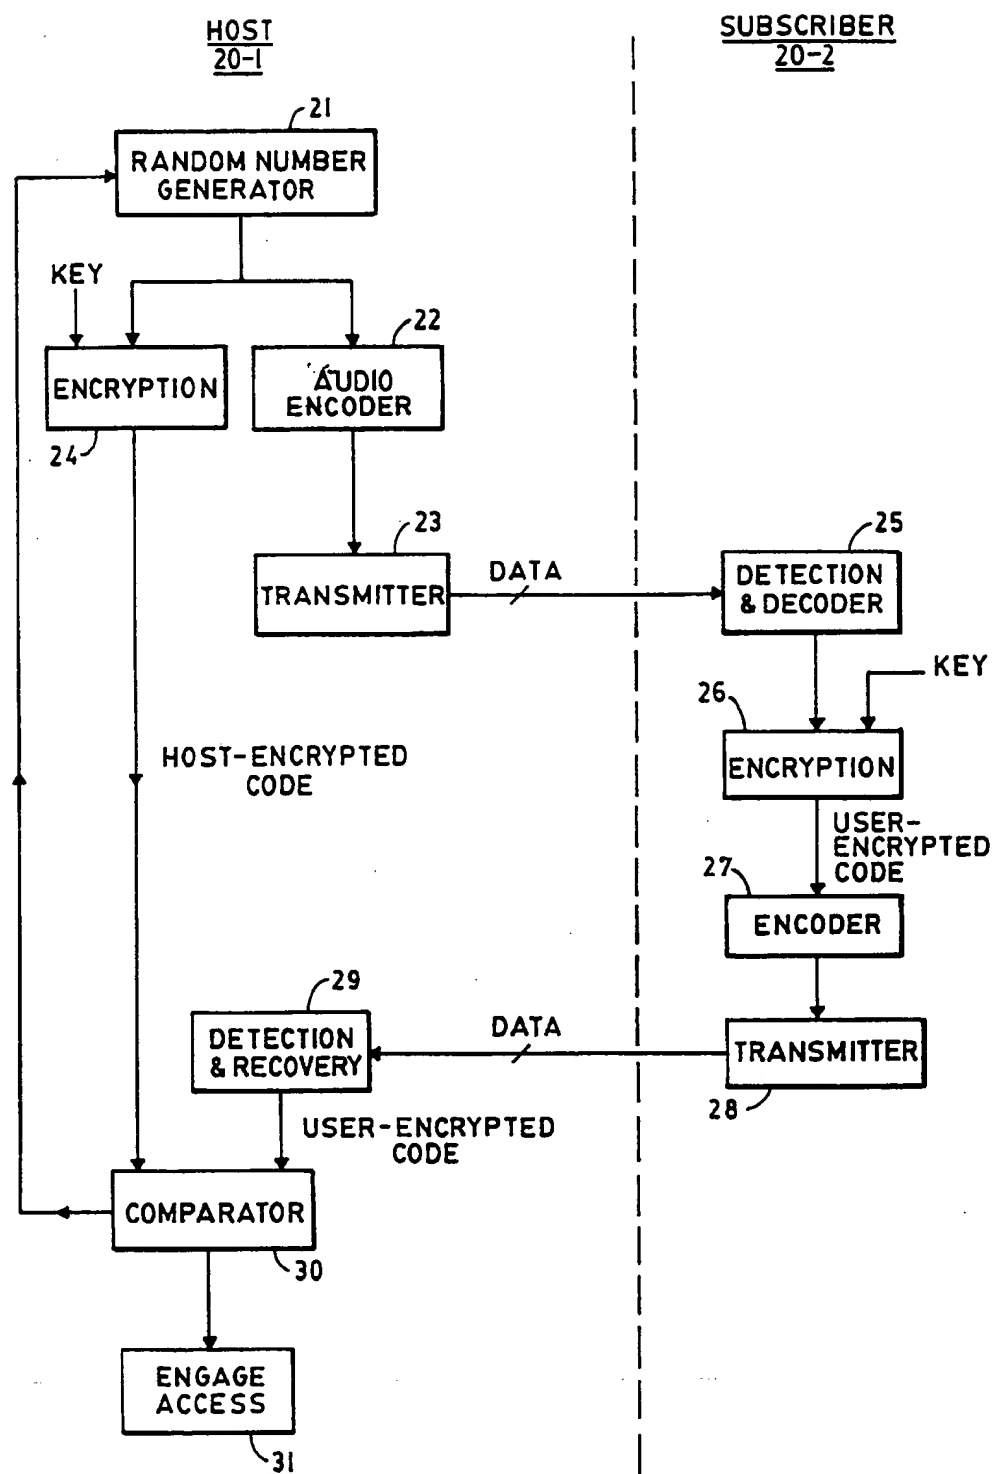 HOST
20-1
SUBSCRIBER
20-2
21
RANDOM NUMBER
GENERATOR
KEY
22
ENCRYPTION
AUDIO
ENCODER
24
23
TRANSMITTER
DATA
25
DETECTION
& DECODER
KEY
26
ENCRYPTION
HOST-ENCRYPTED
CODE
USER-
ENCRYPTED
CODE
27
ENCODER
29
DETECTION
& RECOVERY
DATA
TRANSMITTER
28
USER-ENCRYPTED
CODE
COMPARATOR
30
ENGAGE
ACCESS
31